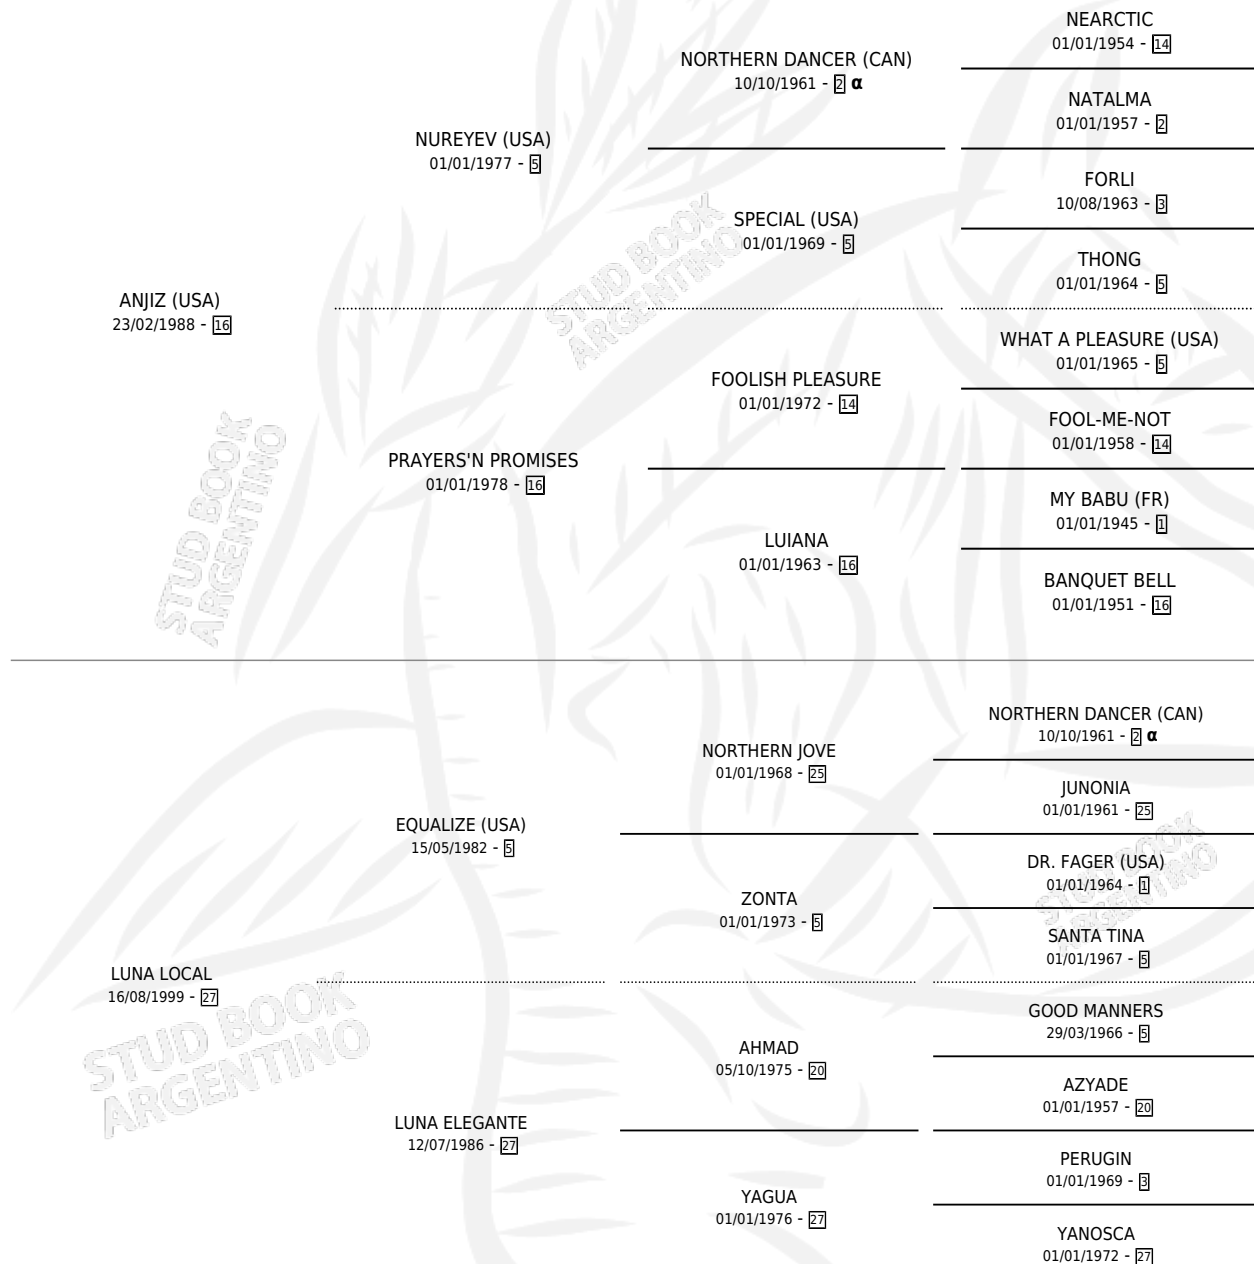 NEARCTIC
01/01/1954 - 14
NORTHERN DANCER (CAN)
10/10/1961 - 2 α
NATALMA
01/01/1957 - 2
NUREYEV (USA)
01/01/1977 - 5
FORLI
10/08/1963 - 3
SPECIAL (USA)
01/01/1969 - 5
THONG
01/01/1964 - 5
ANJIZ (USA)
23/02/1988 - 16
WHAT A PLEASURE (USA)
01/01/1965 - 5
FOOLISH PLEASURE
01/01/1972 - 14
FOOL-ME-NOT
01/01/1958 - 14
PRAYERS'N PROMISES
01/01/1978 - 16
MY BABU (FR)
01/01/1945 - 1
LUIANA
01/01/1963 - 16
BANQUET BELL
01/01/1951 - 16
NORTHERN DANCER (CAN)
10/10/1961 - 2 α
NORTHERN JOVE
01/01/1968 - 25
JUNONIA
01/01/1961 - 25
EQUALIZE (USA)
15/05/1982 - 5
DR. FAGER (USA)
01/01/1964 - 1
ZONTA
01/01/1973 - 5
SANTA TINA
01/01/1967 - 5
LUNA LOCAL
16/08/1999 - 27
GOOD MANNERS
29/03/1966 - 5
AHMAD
05/10/1975 - 20
AZYADE
01/01/1957 - 20
LUNA ELEGANTE
12/07/1986 - 27
PERUGIN
01/01/1969 - 3
YAGUA
01/01/1976 - 27
YANOSCA
01/01/1972 - 27
STUD BOOK
ARGENTINO
STUD BOOK
ARGENTINO
STUD BOOK
ARGENTINO
STUD BOOK
ARGENTINO